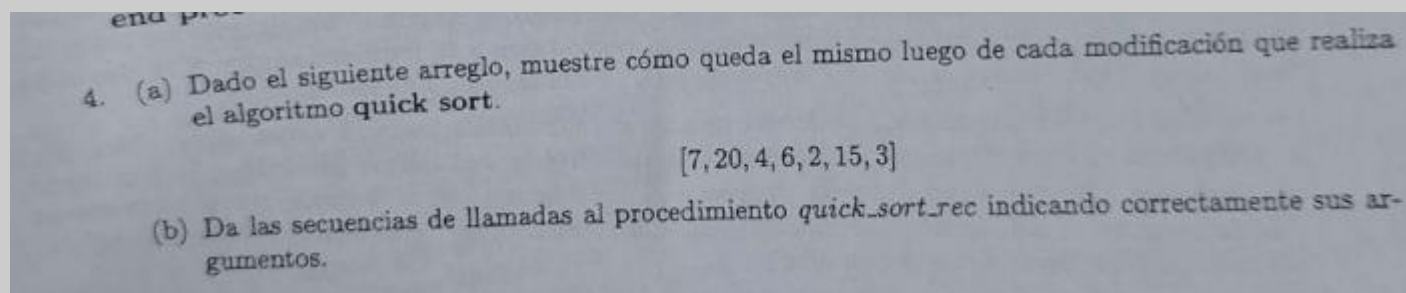 end
4. (a) Dado el siguiente arreglo, muestre cómo queda el mismo luego de cada modificación que realiza
el algoritmo quick sort.
[7, 20, 4, 6, 2, 15, 3]
(b) Da las secuencias de llamadas al procedimiento quick_sort_rec indicando correctamente sus ar-
gumentos.